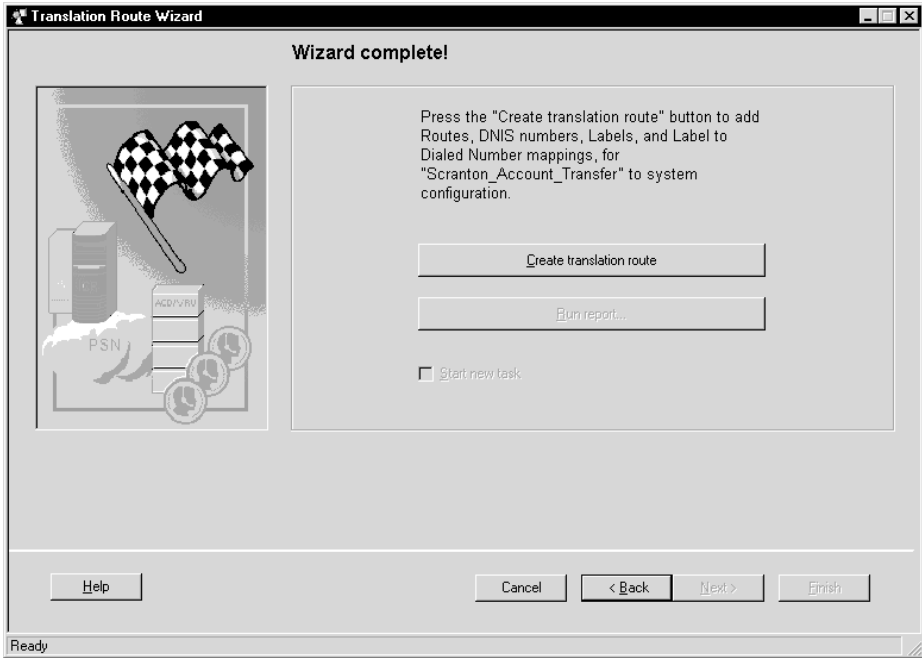 Translation Route Wizard
Wizard complete!
Press the "Create translation route" button to add
Routes, DNIS numbers, Labels, and Label to
Dialed Number mappings, for
"Scranton_Account_Transfer" to system
configuration.
ACD/VRU
PSN
Create translation route
Run report...
Start new task
Help
Cancel
< Back
Next >
Finish
Ready